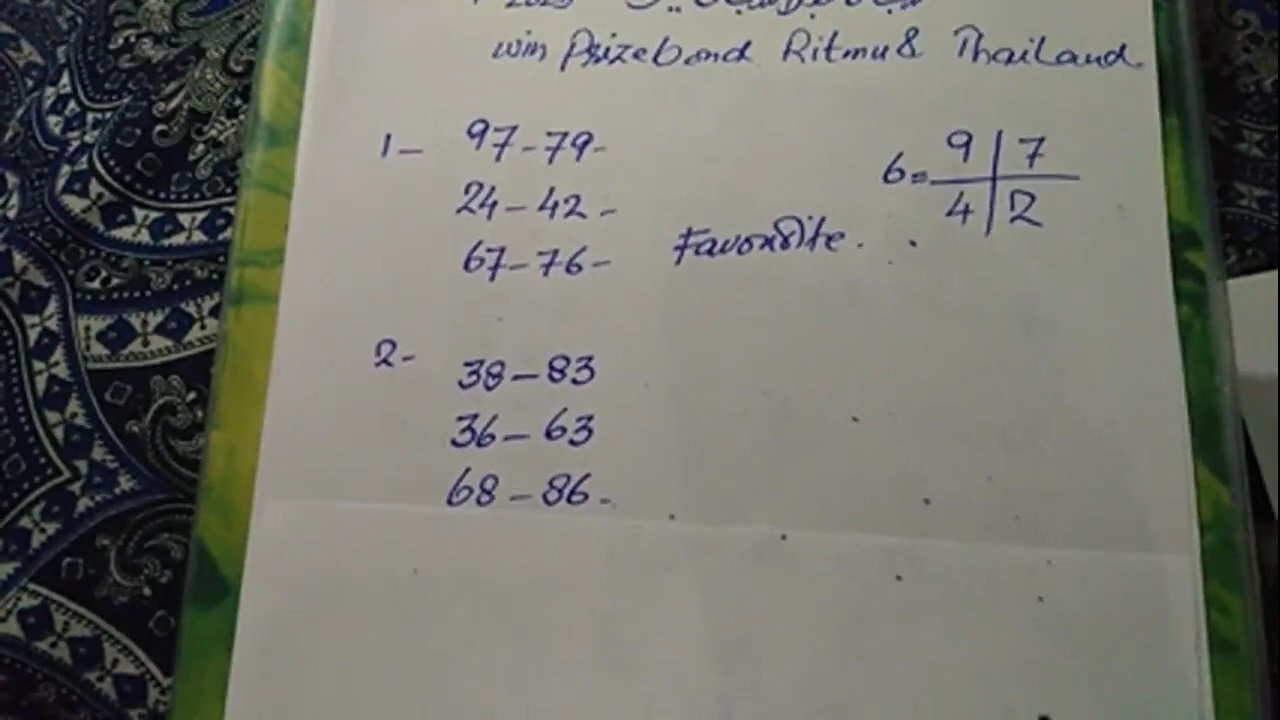 2023
win Prizebond Ritmu & Thailand.
1- 97-79-
24-42-
67-76- Favorite.
6= 9 7
4 2
2- 38-83
36-63
68-86-